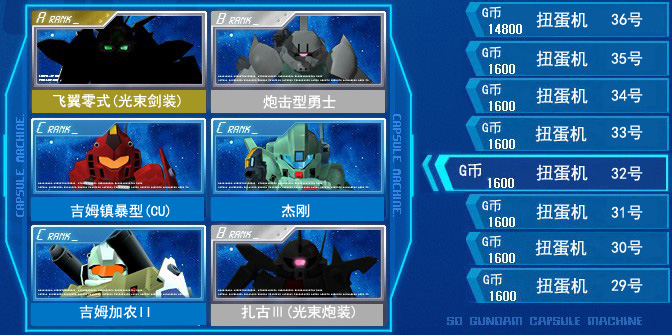 A RANK_
B RANK_
飞翼零式(光束剑装)
炮击型勇士
C RANK_
C RANK_
吉姆镇暴型(CU)
杰刚
C RANK_
B RANK_
吉姆加农II
扎古III(光束炮装)
CAPSULE MACHINE.
CAPSULE MACHINE.
G币 14800 扭蛋机 36号
G币 1600 扭蛋机 35号
G币 1600 扭蛋机 34号
G币 1600 扭蛋机 33号
G币 1600 扭蛋机 32号
G币 1600 扭蛋机 31号
G币 1600 扭蛋机 30号
G币 1600 扭蛋机 29号
SD GUNDAM CAPSULE MACHINE